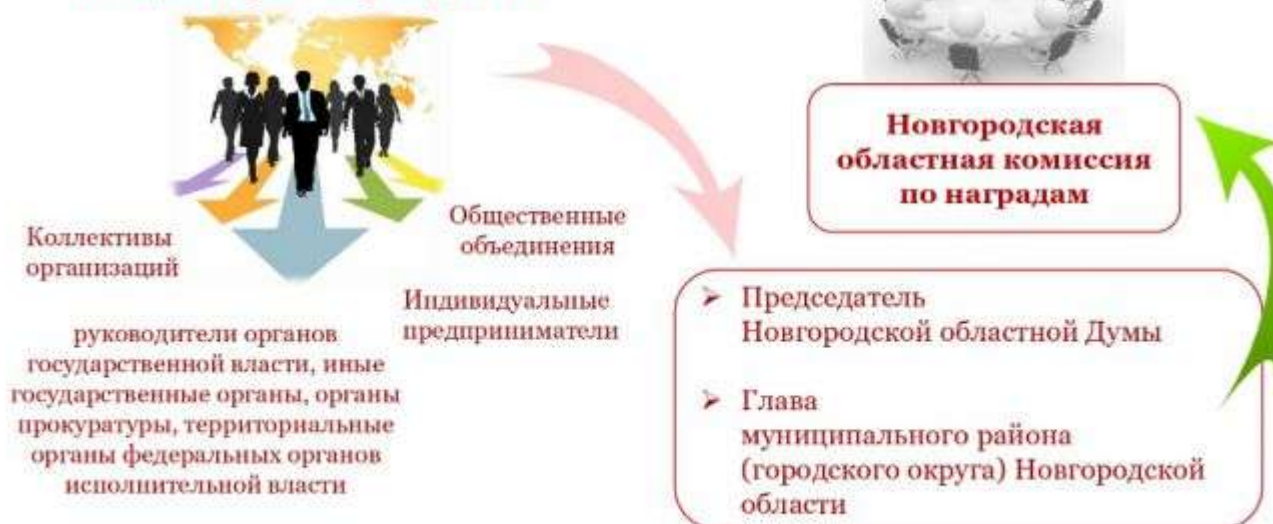 Коллективы
организаций
Общественные
объединения
Индивидуальные
предприниматели
руководители органов
государственной власти, иные
государственные органы, органы
прокуратуры, территориальные
органы федеральных органов
исполнительной власти
Новгородская
областная комиссия
по наградам
➢ Председатель
Новгородской областной Думы
➢ Глава
муниципального района
(городского округа) Новгородской
области